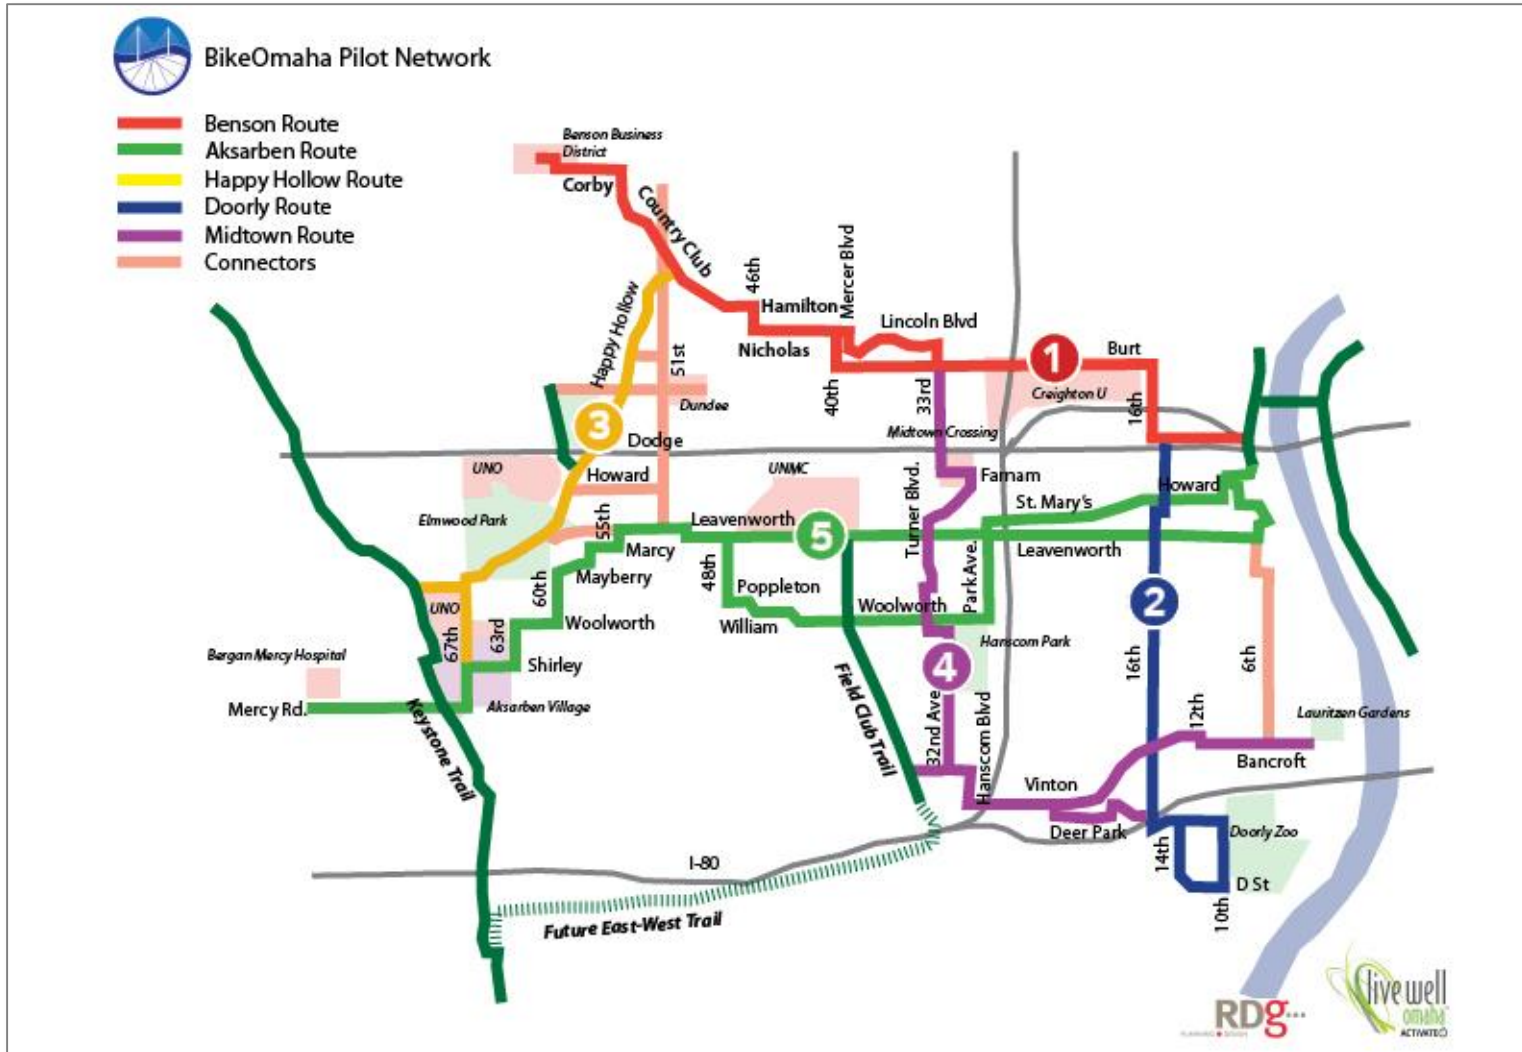 BikeOmaha Pilot Network
Benson Route
Aksarben Route
Happy Hollow Route
Doorly Route
Midtown Route
Connectors
Benson Business
District
Corby
Country Club
46th
Hamilton
Mercer Blvd
Lincoln Blvd
Nicholas
Happy Hollow
51st
40th
33rd
1
Burt
Creighton U
16th
Dundee
3
Dodge
Midtown Crossing
UNO
Howard
UNMC
Farnam
Howard
St. Mary's
Elmwood Park
55th
Leavenworth
5
Turner Blvd.
Park Ave.
Leavenworth
Marcy
Mayberry
60th
48th
Poppleton
Woolworth
2
UNO
67th
63rd
Woolworth
William
Hanscom Park
Bergan Mercy Hospital
Shirley
4
16th
6th
Mercy Rd.
Aksarben Village
Keystone Trail
Field Club Trail
32nd Ave
Hanscom Blvd
12th
Lauritzen Gardens
Vinton
Bancroft
Deer Park
Doorly Zoo
14th
I-80
D St
10th
Future East-West Trail
RDg...
live well
omaha
ACTIVATE